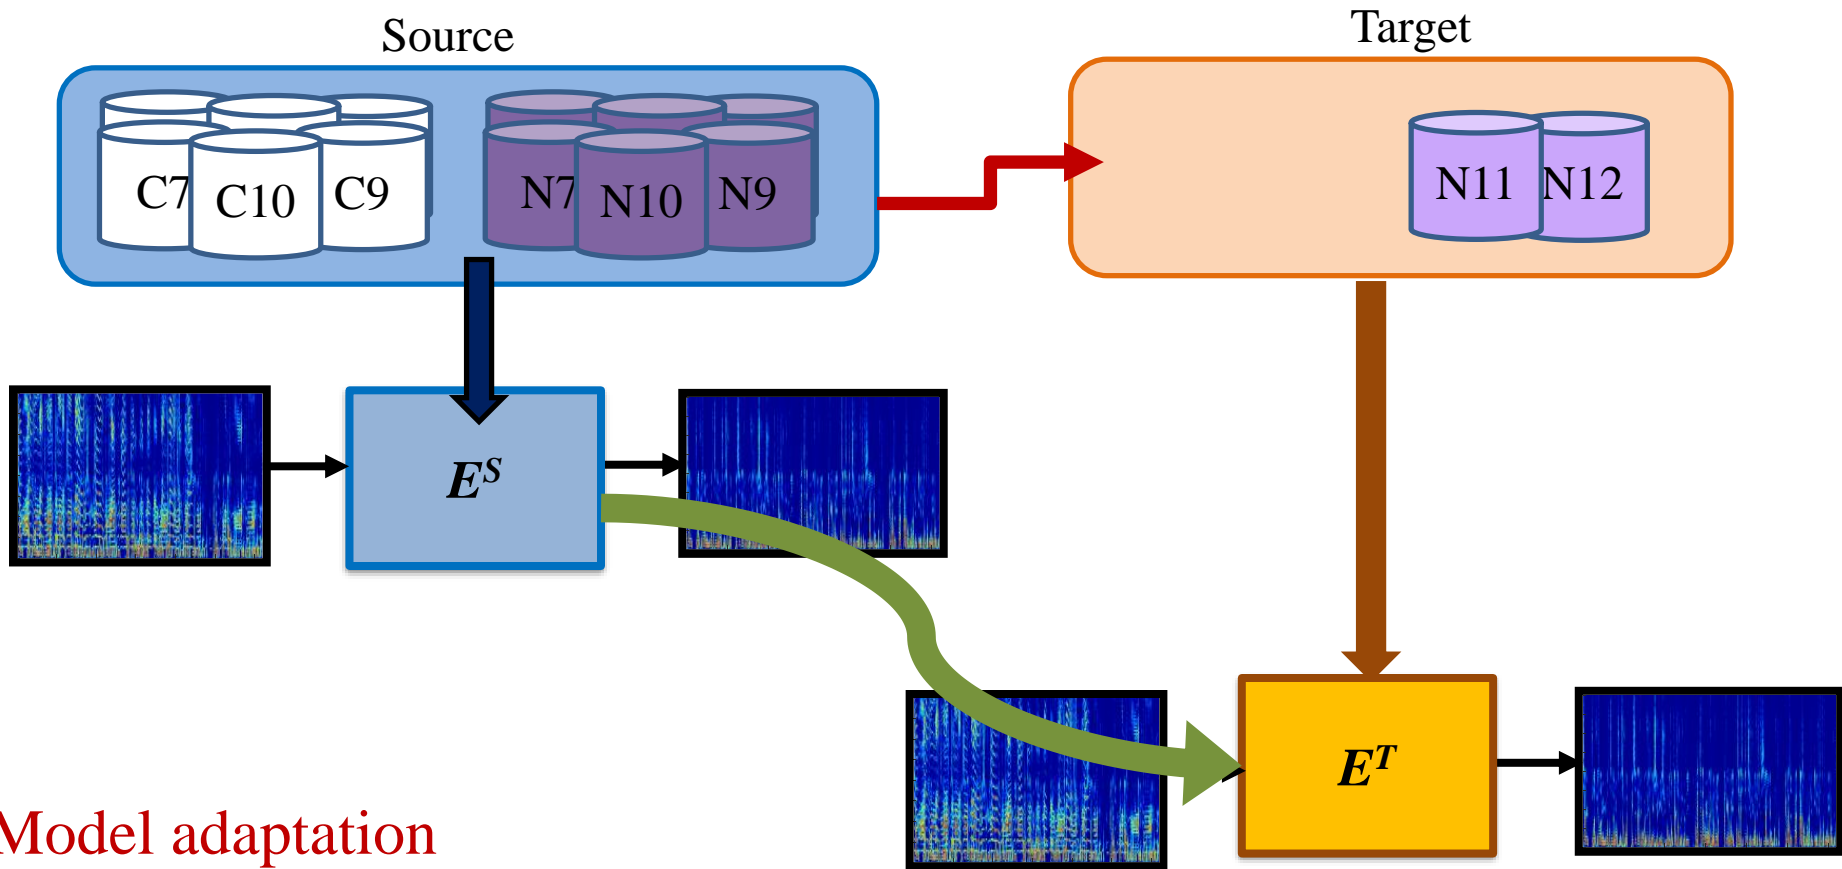 Source
Target
C7
C10
C9
N7
N10
N9
N11
N12
E^S
E^T
Model adaptation